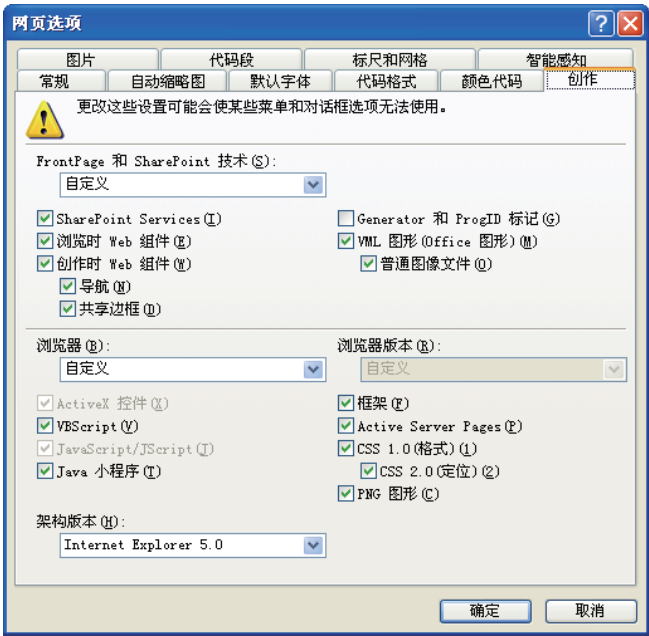 网页选项
图片 代码段 标尺和网格 智能感知
常规 自动缩略图 默认字体 代码格式 颜色代码 创作
更改这些设置可能会使某些菜单和对话框选项无法使用。
FrontPage 和 SharePoint 技术(S):
自定义
SharePoint Services(I) Generator 和 ProgID 标记(G)
浏览时 Web 组件(E) VML 图形(Office 图形)(M)
创作时 Web 组件(W) 普通图像文件(O)
导航(N)
共享边框(D)
浏览器(B): 浏览器版本(R):
自定义 自定义
ActiveX 控件(X) 框架(F)
VBScript(V) Active Server Pages(P)
JavaScript/JScript(J) CSS 1.0(格式)(1)
Java 小程序(T) CSS 2.0(定位)(2)
PNG 图形(C)
架构版本(H):
Internet Explorer 5.0
确定 取消